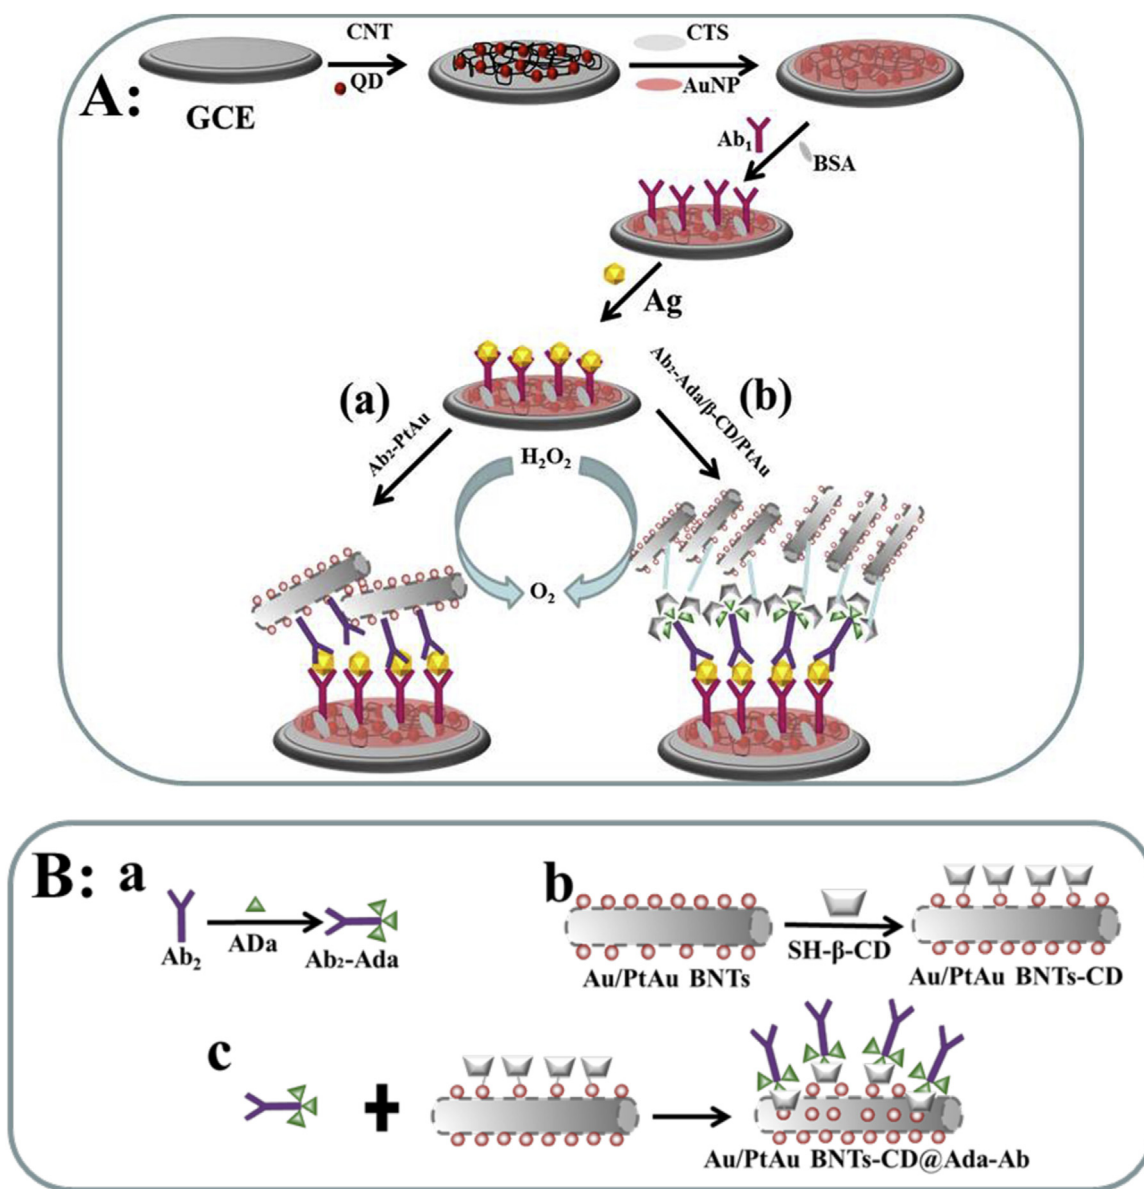 A:
GCE
CNT
QD
CTS
AuNP
Ab₁
BSA
Ag
(a)
Ab₂-PtAu
(b)
Ab₂-Ada/β-CD/PtAu
H₂O₂
O₂
B:
a
Ab₂
ADa
Ab₂-Ada
b
Au/PtAu BNTs
SH-β-CD
Au/PtAu BNTs-CD
c
+
Au/PtAu BNTs-CD@Ada-Ab